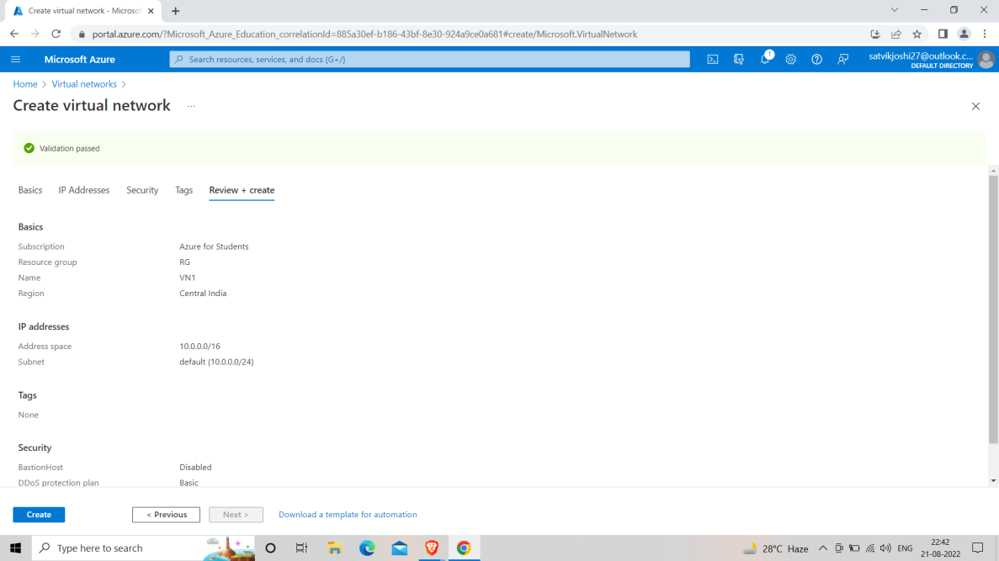 Create virtual network - Microsof
portal.azure.com/?Microsoft_Azure_Education_correlationId=885a30ef-b186-43bf-8e30-924a9ce0a681#create/Microsoft.VirtualNetwork
Microsoft Azure
Search resources, services, and docs (G+/)
1
satvikjoshi27@outlook.c...
DEFAULT DIRECTORY
Home > Virtual networks >
Create virtual network ...
Validation passed
Basics IP Addresses Security Tags Review + create
Basics
Subscription Azure for Students
Resource group RG
Name VN1
Region Central India
IP addresses
Address space 10.0.0.0/16
Subnet default (10.0.0.0/24)
Tags
None
Security
BastionHost Disabled
DDoS protection plan Basic
Create < Previous Next > Download a template for automation
Type here to search
28°C Haze
ENG
22:42
21-08-2022